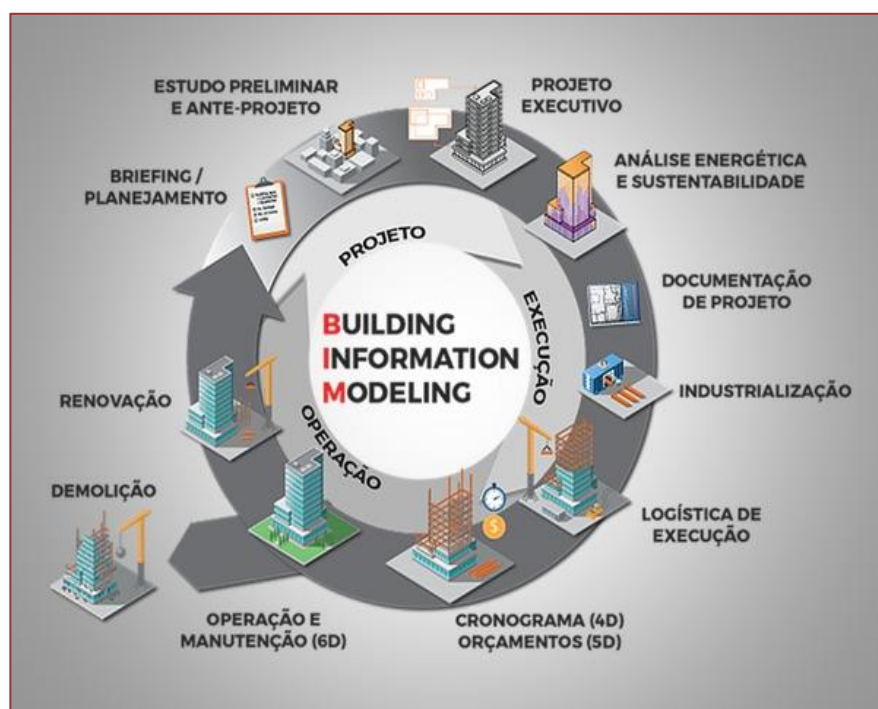 ESTUDO PRELIMINAR
E ANTE-PROJETO
PROJETO
EXECUTIVO
ANÁLISE ENERGÉTICA
E SUSTENTABILIDADE
DOCUMENTAÇÃO
DE PROJETO
INDUSTRIALIZAÇÃO
LOGÍSTICA DE
EXECUÇÃO
CRONOGRAMA (4D)
ORÇAMENTOS (5D)
OPERAÇÃO E
MANUTENÇÃO (6D)
DEMOLIÇÃO
RENOVAÇÃO
BRIEFING /
PLANEJAMENTO
PROJETO
EXECUÇÃO
OPERAÇÃO
BUILDING
INFORMATION
MODELING
$